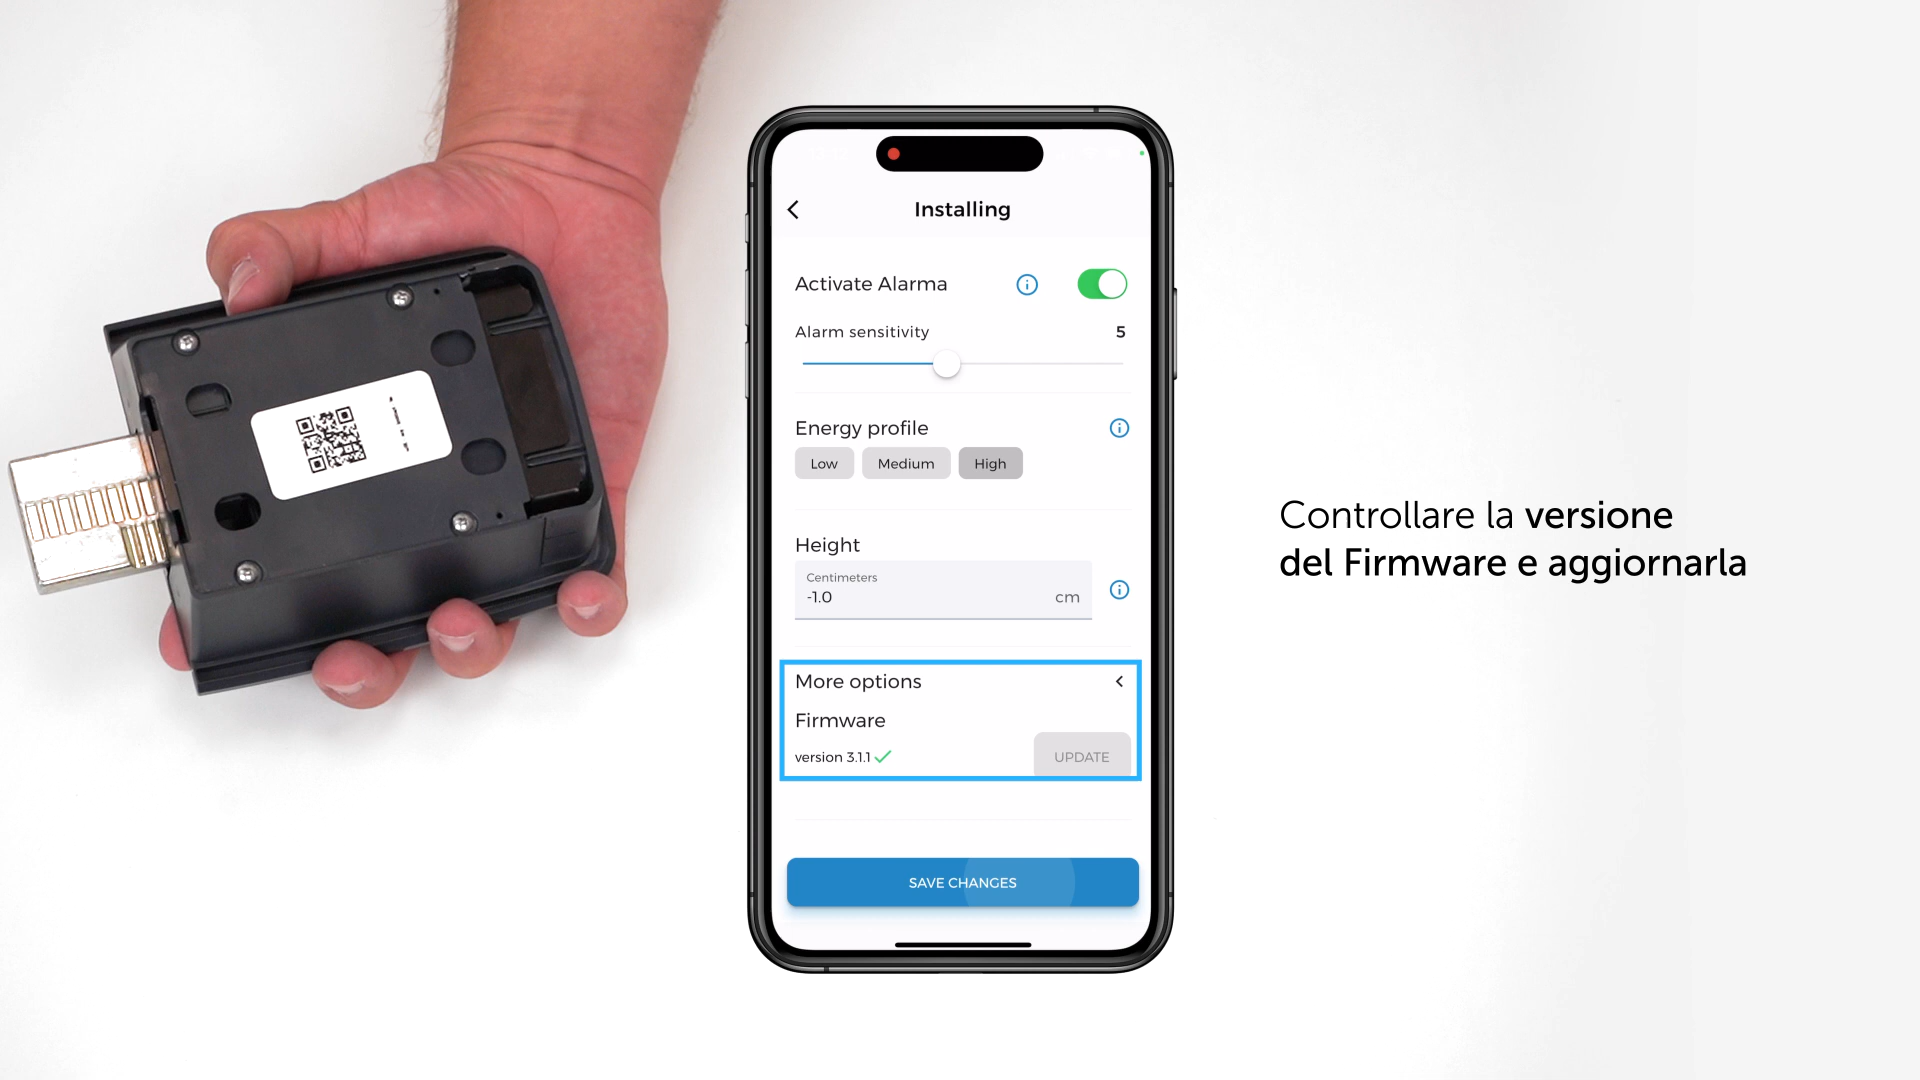 Installing
Activate Alarma
Alarm sensitivity 5
Energy profile
Low Medium High
Height
Centimeters
-1.0 cm
More options
Firmware
version 3.1.1 UPDATE
SAVE CHANGES
Controllare la versione
del Firmware e aggiornarla